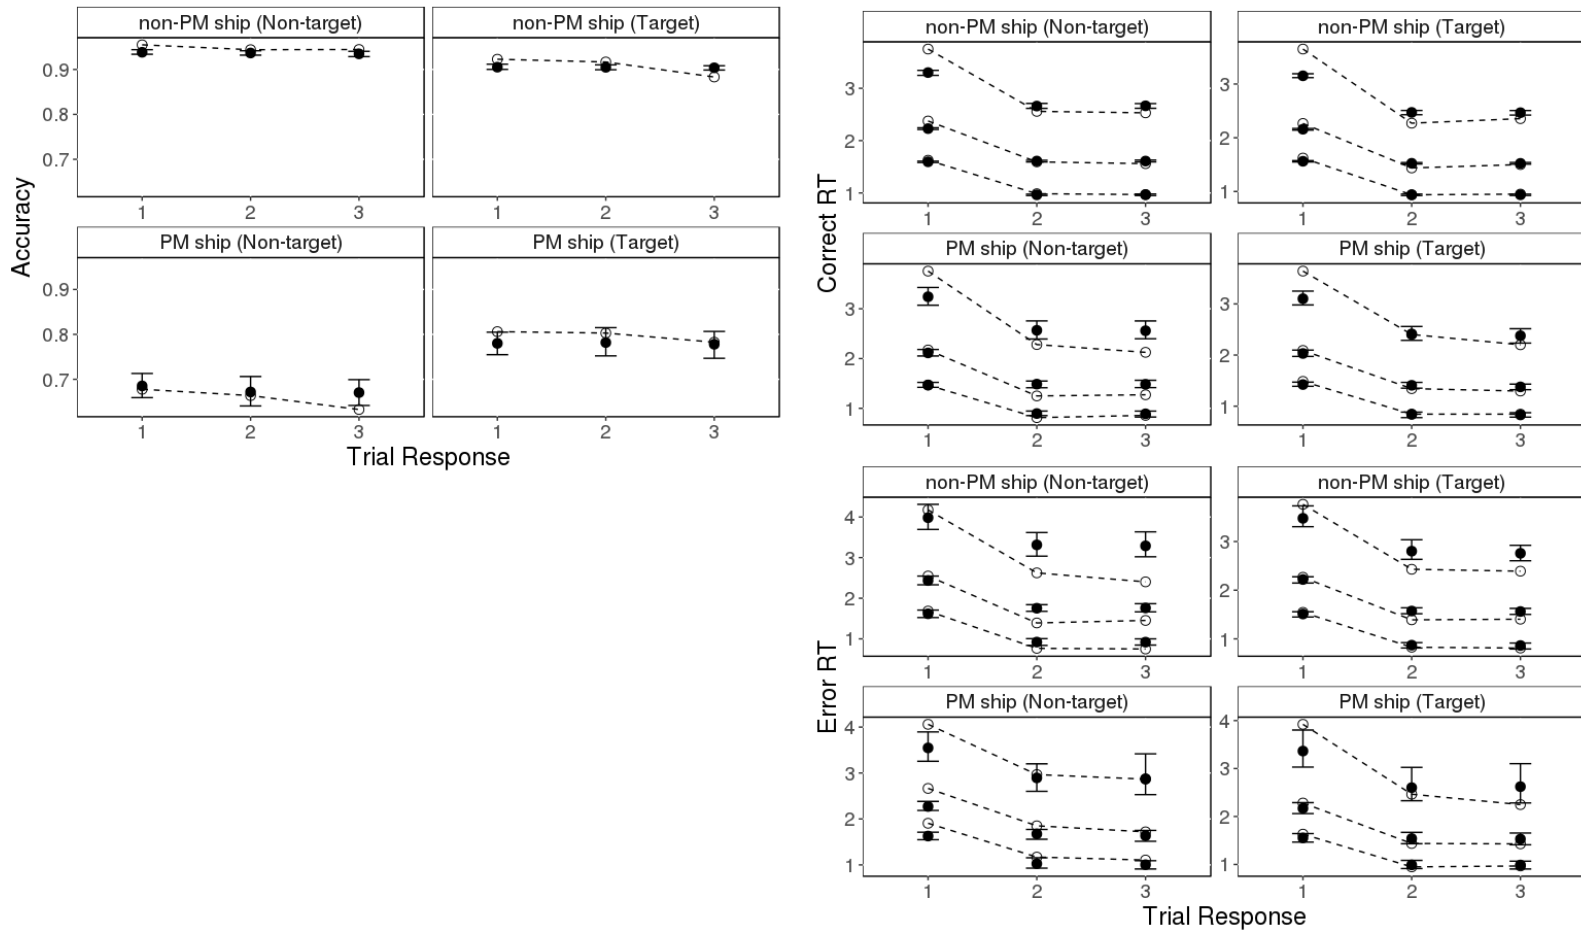 non-PM ship (Non-target)
non-PM ship (Target)
0.9
0.8
0.7
1 2 3
1 2 3
PM ship (Non-target)
PM ship (Target)
0.9
0.8
0.7
1 2 3
1 2 3
Accuracy
Trial Response
non-PM ship (Non-target)
non-PM ship (Target)
3
2
1
3
2
1
1 2 3
1 2 3
PM ship (Non-target)
PM ship (Target)
3
2
1
3
2
1
1 2 3
1 2 3
Correct RT
non-PM ship (Non-target)
non-PM ship (Target)
4
3
2
1
3
2
1
1 2 3
1 2 3
PM ship (Non-target)
PM ship (Target)
4
3
2
1
4
3
2
1
1 2 3
1 2 3
Error RT
Trial Response